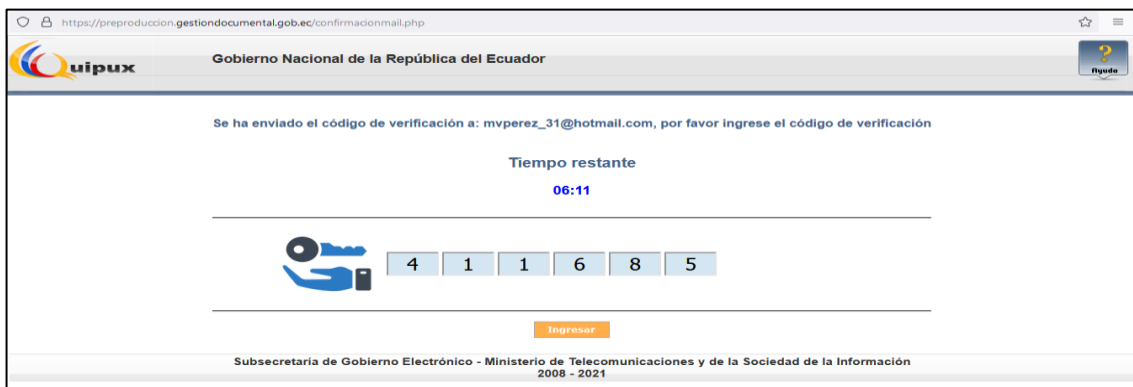 https://preproduccion.gestiondocumental.gob.ec/confirmacionmail.php
Quipux
Gobierno Nacional de la República del Ecuador
?
Ayuda
Se ha enviado el código de verificación a: mvperez_31@hotmail.com, por favor ingrese el código de verificación
Tiempo restante
06:11
4 1 1 6 8 5
Ingresar
Subsecretaría de Gobierno Electrónico - Ministerio de Telecomunicaciones y de la Sociedad de la Información
2008 - 2021